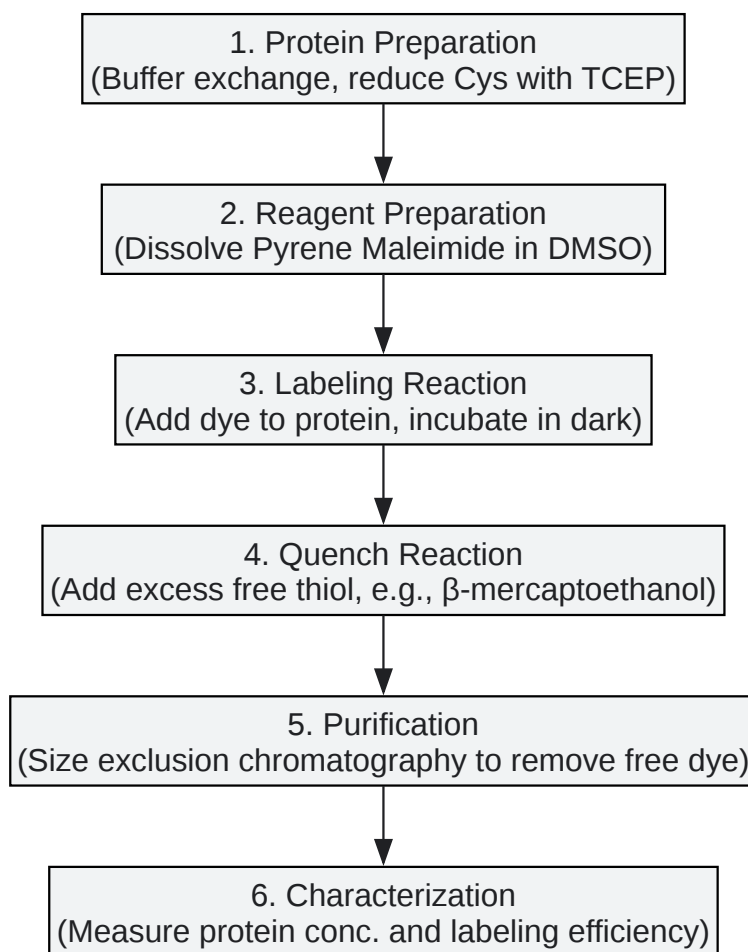 1. Protein Preparation
(Buffer exchange, reduce Cys with TCEP)
2. Reagent Preparation
(Dissolve Pyrene Maleimide in DMSO)
3. Labeling Reaction
(Add dye to protein, incubate in dark)
4. Quench Reaction
(Add excess free thiol, e.g., β-mercaptoethanol)
5. Purification
(Size exclusion chromatography to remove free dye)
6. Characterization
(Measure protein conc. and labeling efficiency)